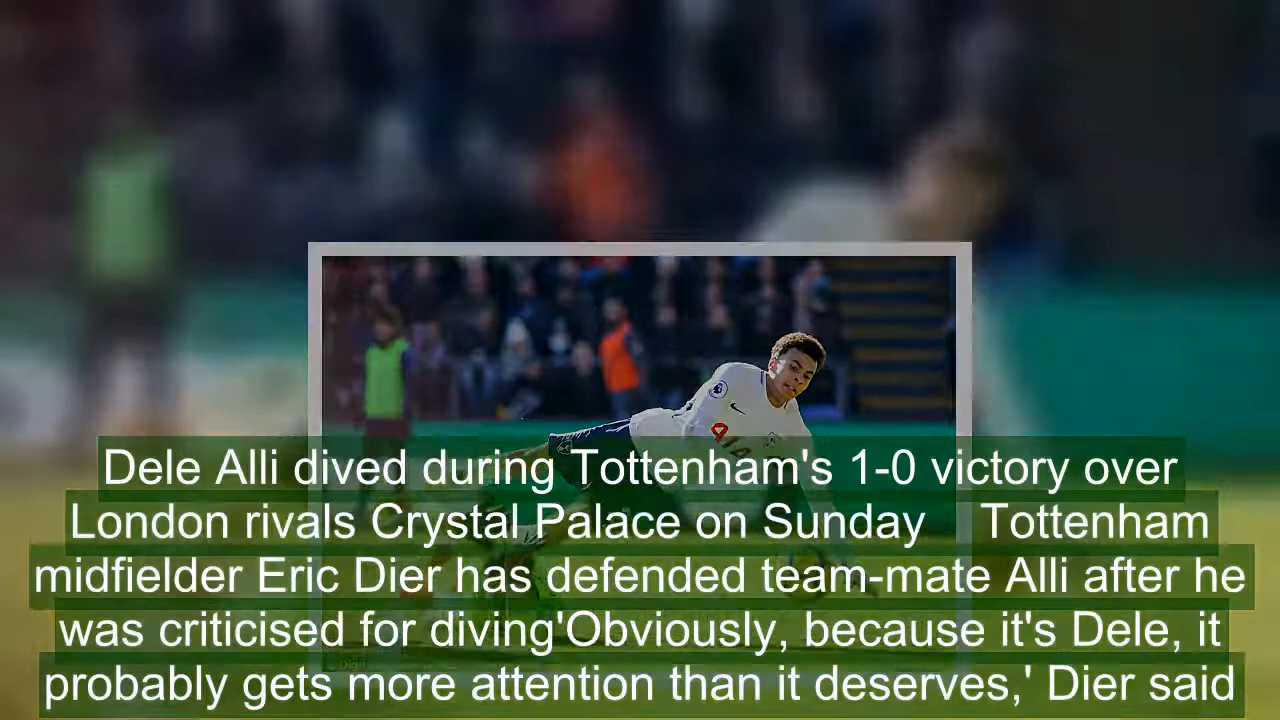 Dele Alli dived during Tottenham's 1-0 victory over
London rivals Crystal Palace on Sunday    Tottenham
midfielder Eric Dier has defended team-mate Alli after he
was criticised for diving'Obviously, because it's Dele, it
probably gets more attention than it deserves,' Dier said